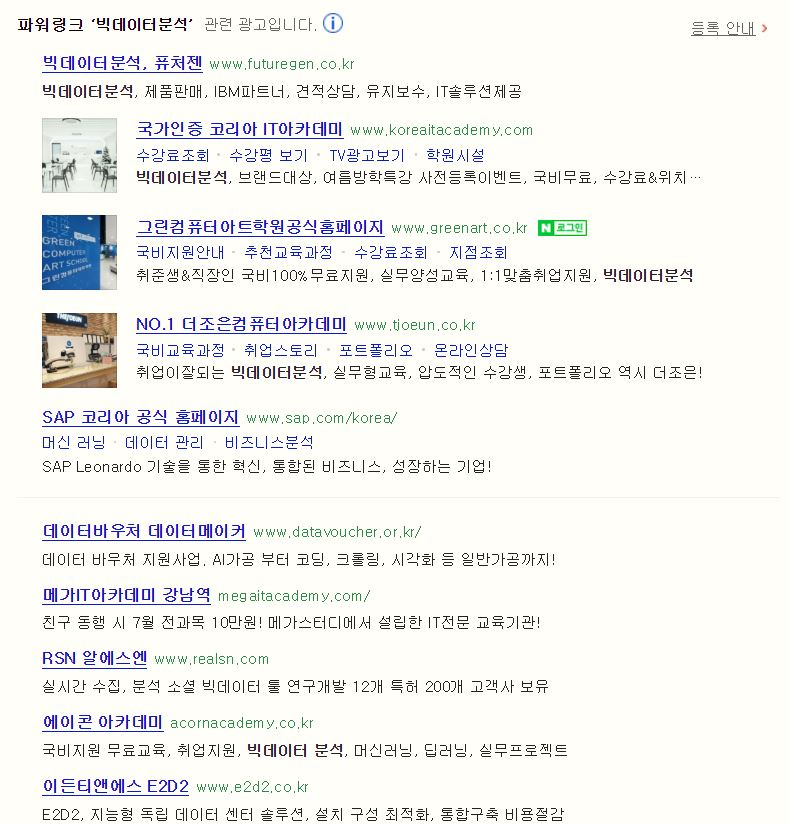 파워링크 '빅데이터분석' 관련 광고입니다. i 등록 안내 >
빅데이터분석, 퓨처젠 www.futuregen.co.kr
빅데이터분석, 제품판매, IBM파트너, 견적상담, 유지보수, IT솔루션제공
국가인증 코리아 IT아카데미 www.koreaitacademy.com
수강료조회 · 수강평 보기 · TV광고보기 · 학원시설
빅데이터분석, 브랜드대상, 여름방학특강 사전등록이벤트, 국비무료, 수강료&위치…
그린컴퓨터아트학원공식홈페이지 www.greenart.co.kr N 로그인
GREEN
COMPUTER
ART SCHOOL
그린컴퓨터아트학원
국비지원안내 · 추천교육과정 · 수강료조회 · 지점조회
취준생&직장인 국비100%무료지원, 실무양성교육, 1:1맞춤취업지원, 빅데이터분석
NO.1 더조은컴퓨터아카데미 www.tjoeun.co.kr
THEJOEUN
국비교육과정 · 취업스토리 · 포트폴리오 · 온라인상담
취업이잘되는 빅데이터분석, 실무형교육, 압도적인 수강생, 포트폴리오 역시 더조은!
SAP 코리아 공식 홈페이지 www.sap.com/korea/
머신 러닝 · 데이터 관리 · 비즈니스분석
SAP Leonardo 기술을 통한 혁신, 통합된 비즈니스, 성장하는 기업!
데이터바우처 데이터메이커 www.datavoucher.or.kr/
데이터 바우처 지원사업. AI가공 부터 코딩, 크롤링, 시각화 등 일반가공까지!
메가IT아카데미 강남역 megaitacademy.com/
친구 동행 시 7월 전과목 10만원! 메가스터디에서 설립한 IT전문 교육기관!
RSN 알에스엔 www.realsn.com
실시간 수집, 분석 소셜 빅데이터 툴 연구개발 12개 특허 200개 고객사 보유
에이콘 아카데미 acornacademy.co.kr
국비지원 무료교육, 취업지원, 빅데이터 분석, 머신러닝, 딥러닝, 실무프로젝트
이든티앤에스 E2D2 www.e2d2.co.kr
E2D2, 지능형 독립 데이터 센터 솔루션, 설치 구성 최적화, 통합구축 비용절감